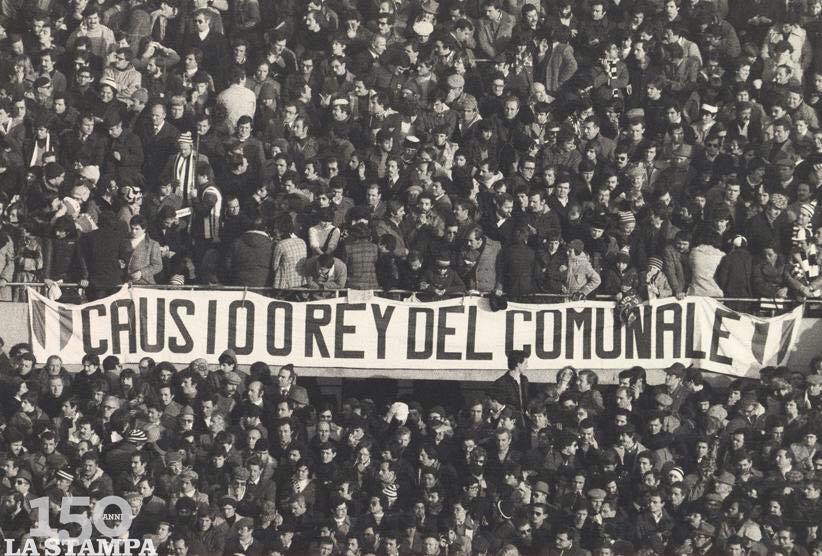 CAUSIO O REY DEL COMUNALE
150
ANNI
LA STAMPA